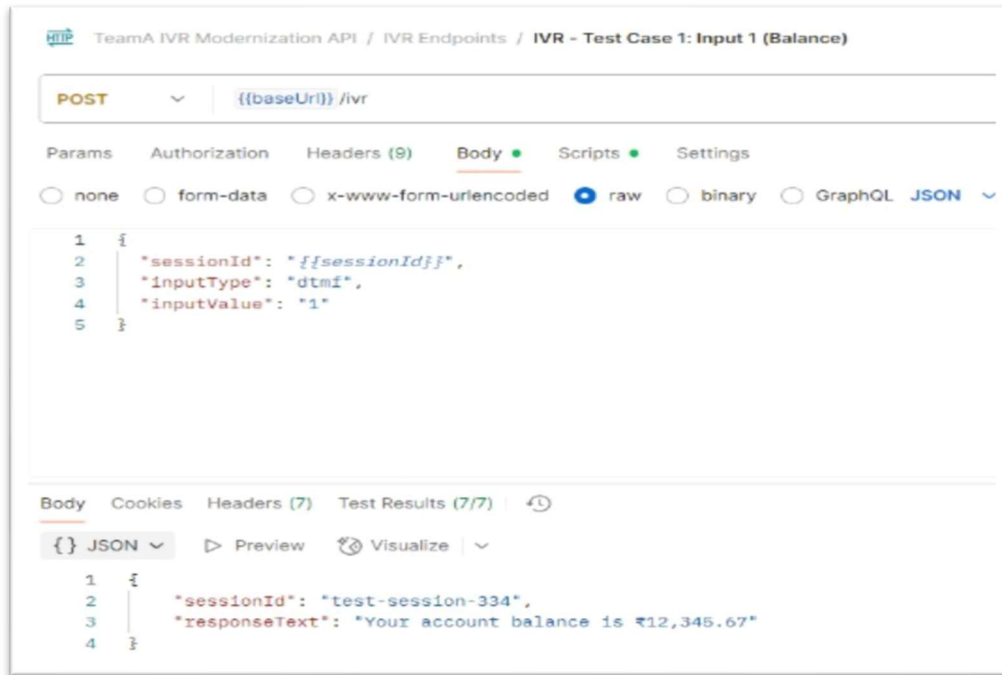 HTTP TeamA IVR Modernization API / IVR Endpoints / IVR - Test Case 1: Input 1 (Balance)
POST {{baseUrl}} /ivr
Params Authorization Headers (9) Body Scripts Settings
none form-data x-www-form-urlencoded raw binary GraphQL JSON
1 {
2 "sessionId": "{{sessionId}}",
3 "inputType": "dtmf",
4 "inputValue": "1"
5 }
Body Cookies Headers (7) Test Results (7/7)
{} JSON Preview Visualize
1 {
2 "sessionId": "test-session-334",
3 "responseText": "Your account balance is ₹12,345.67"
4 }